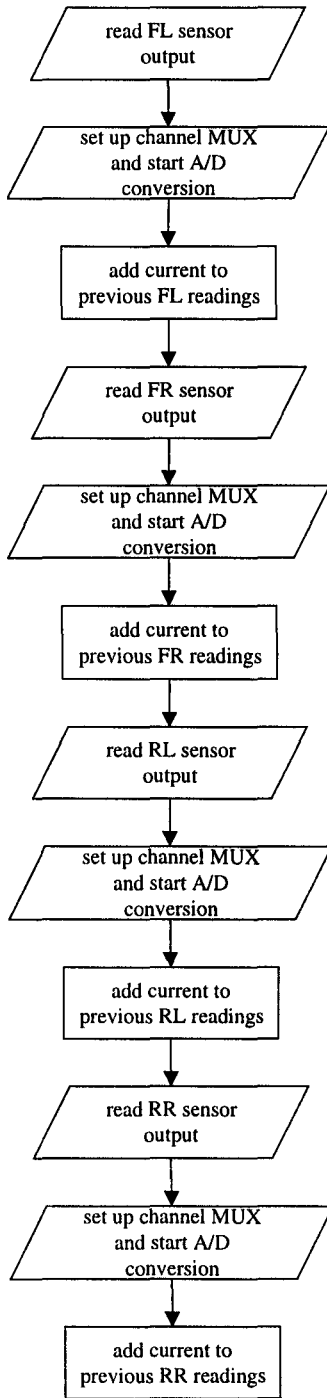 read FL sensor
output
set up channel MUX
and start A/D
conversion
add current to
previous FL readings
read FR sensor
output
set up channel MUX
and start A/D
conversion
add current to
previous FR readings
read RL sensor
output
set up channel MUX
and start A/D
conversion
add current to
previous RL readings
read RR sensor
output
set up channel MUX
and start A/D
conversion
add current to
previous RR readings